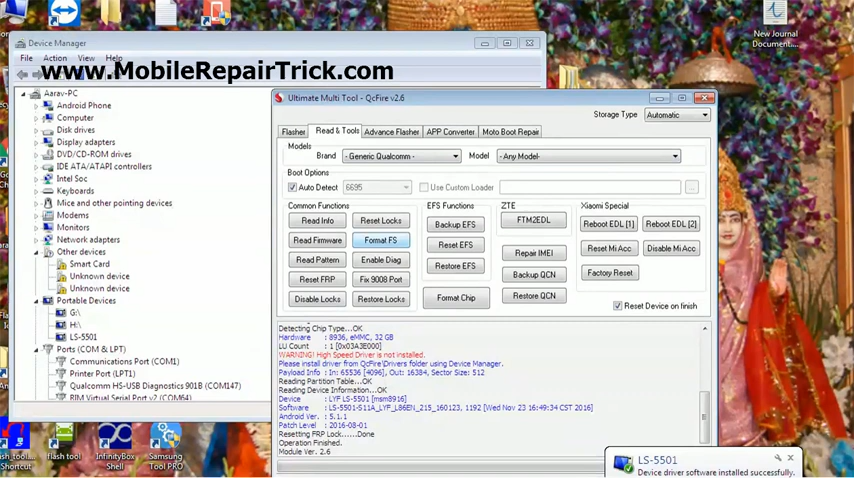 New Journal
Documenti...
Device Manager
File Action View Help
www.MobileRepairTrick.com
Aarav-PC
Android Phone
Computer
Disk drives
Display adapters
DVD/CD-ROM drives
IDE ATA/ATAPI controllers
Intel Soc
Keyboards
Mice and other pointing devices
Modems
Monitors
Network adapters
Other devices
Smart Card
Unknown device
Unknown device
Portable Devices
G:\
H:\
LS-5501
Ports (COM & LPT)
Communications Port (COM1)
Printer Port (LPT1)
Qualcomm HS-USB Diagnostics 901B (COM147)
RIM Virtual Serial Port v2 (COM64)
Ultimate Multi Tool - QcFire v2.6
Storage Type Automatic
Flasher Read & Tools Advance Flasher APP Converter Moto Boot Repair
Models
Brand - Generic Qualcomm - Model - Any Model-
Boot Options
Auto Detect 6695 Use Custom Loader ...
Common Functions EFS Functions ZTE Xiaomi Special
Read Info Reset Locks Backup EFS FTM2EDL Reboot EDL [1] Reboot EDL [2]
Read Firmware Format FS Reset EFS Repair IMEI Reset Mi Acc Disable Mi Acc
Read Pattern Enable Diag Restore EFS Backup QCN Factory Reset
Reset FRP Fix 9008 Port
Disable Locks Restore Locks Format Chip Restore QCN
Reset Device on finish
Detecting Chip Type...OK
Hardware : 8936, eMMC, 32 GB
LU Count : 1 [0x03A3E000]
WARNING! High Speed Driver is not installed.
Please install driver from QcFire\Drivers folder using Device Manager.
Payload Info : In: 65536 [4096], Out: 16384, Sector Size: 512
Reading Partition Table...OK
Reading Device Information...OK
Device : LYF LS-5501 [msm8916]
Software : LS-5501-S11A_LYF_L86EN_215_160123, 1192 [Wed Nov 23 16:49:34 CST 2016]
Android Ver. : 5.1.1
Patch Level : 2016-08-01
Resetting FRP Lock......Done
Operation Finished.
Module Ver. 2.6
Shortcut
flash tool
InfinityBox
Shell
Samsung
Tool PRO
LS-5501
Device driver software installed successfully.